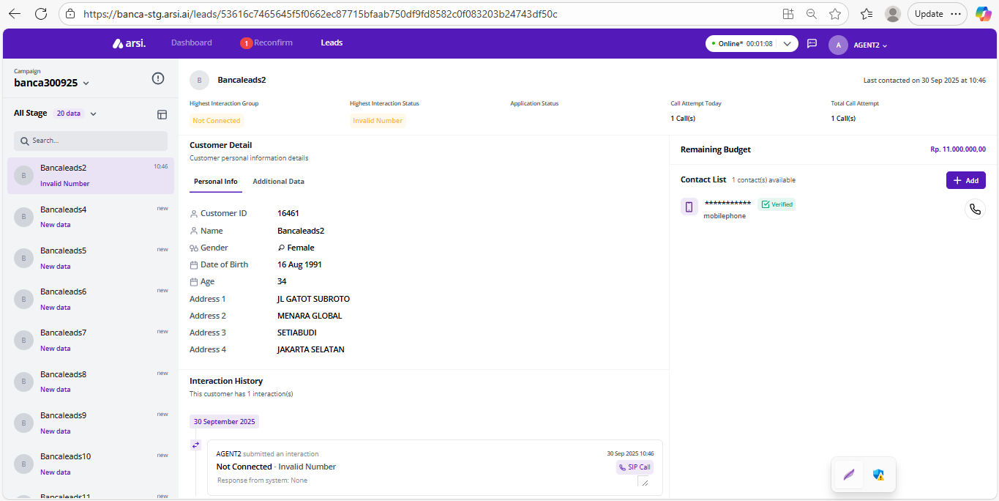 https://banca-stg.arsi.ai/leads/53616c7465645f5f0662ec87715bfaab750df9fd8582c0f083203b24743df50c
Update
arsi.
Dashboard
1 Reconfirm
Leads
Online* 00:01:08
A
AGENT2
Campaign
banca300925
All Stage 20 data
Search...
B
Bancaleads2
10:46
Invalid Number
B
Bancaleads4
new
New data
B
Bancaleads5
new
New data
B
Bancaleads6
new
New data
B
Bancaleads7
new
New data
B
Bancaleads8
new
New data
B
Bancaleads9
new
New data
B
Bancaleads10
new
New data
Bancaleads11
new
B
Bancaleads2
Last contacted on 30 Sep 2025 at 10:46
Highest Interaction Group
Not Connected
Highest Interaction Status
Invalid Number
Application Status
Call Attempt Today
1 Call(s)
Total Call Attempt
1 Call(s)
Customer Detail
Customer personal information details
Personal Info
Additional Data
Customer ID 16461
Name Bancaleads2
Gender Female
Date of Birth 16 Aug 1991
Age 34
Address 1 JL GATOT SUBROTO
Address 2 MENARA GLOBAL
Address 3 SETIABUDI
Address 4 JAKARTA SELATAN
Interaction History
This customer has 1 interaction(s)
30 September 2025
AGENT2 submitted an interaction
30 Sep 2025 10:46
Not Connected - Invalid Number
SIP Call
Response from system: None
Remaining Budget
Rp. 11.000.000,00
Contact List 1 contact(s) available
+ Add
*********** Verified
mobilephone